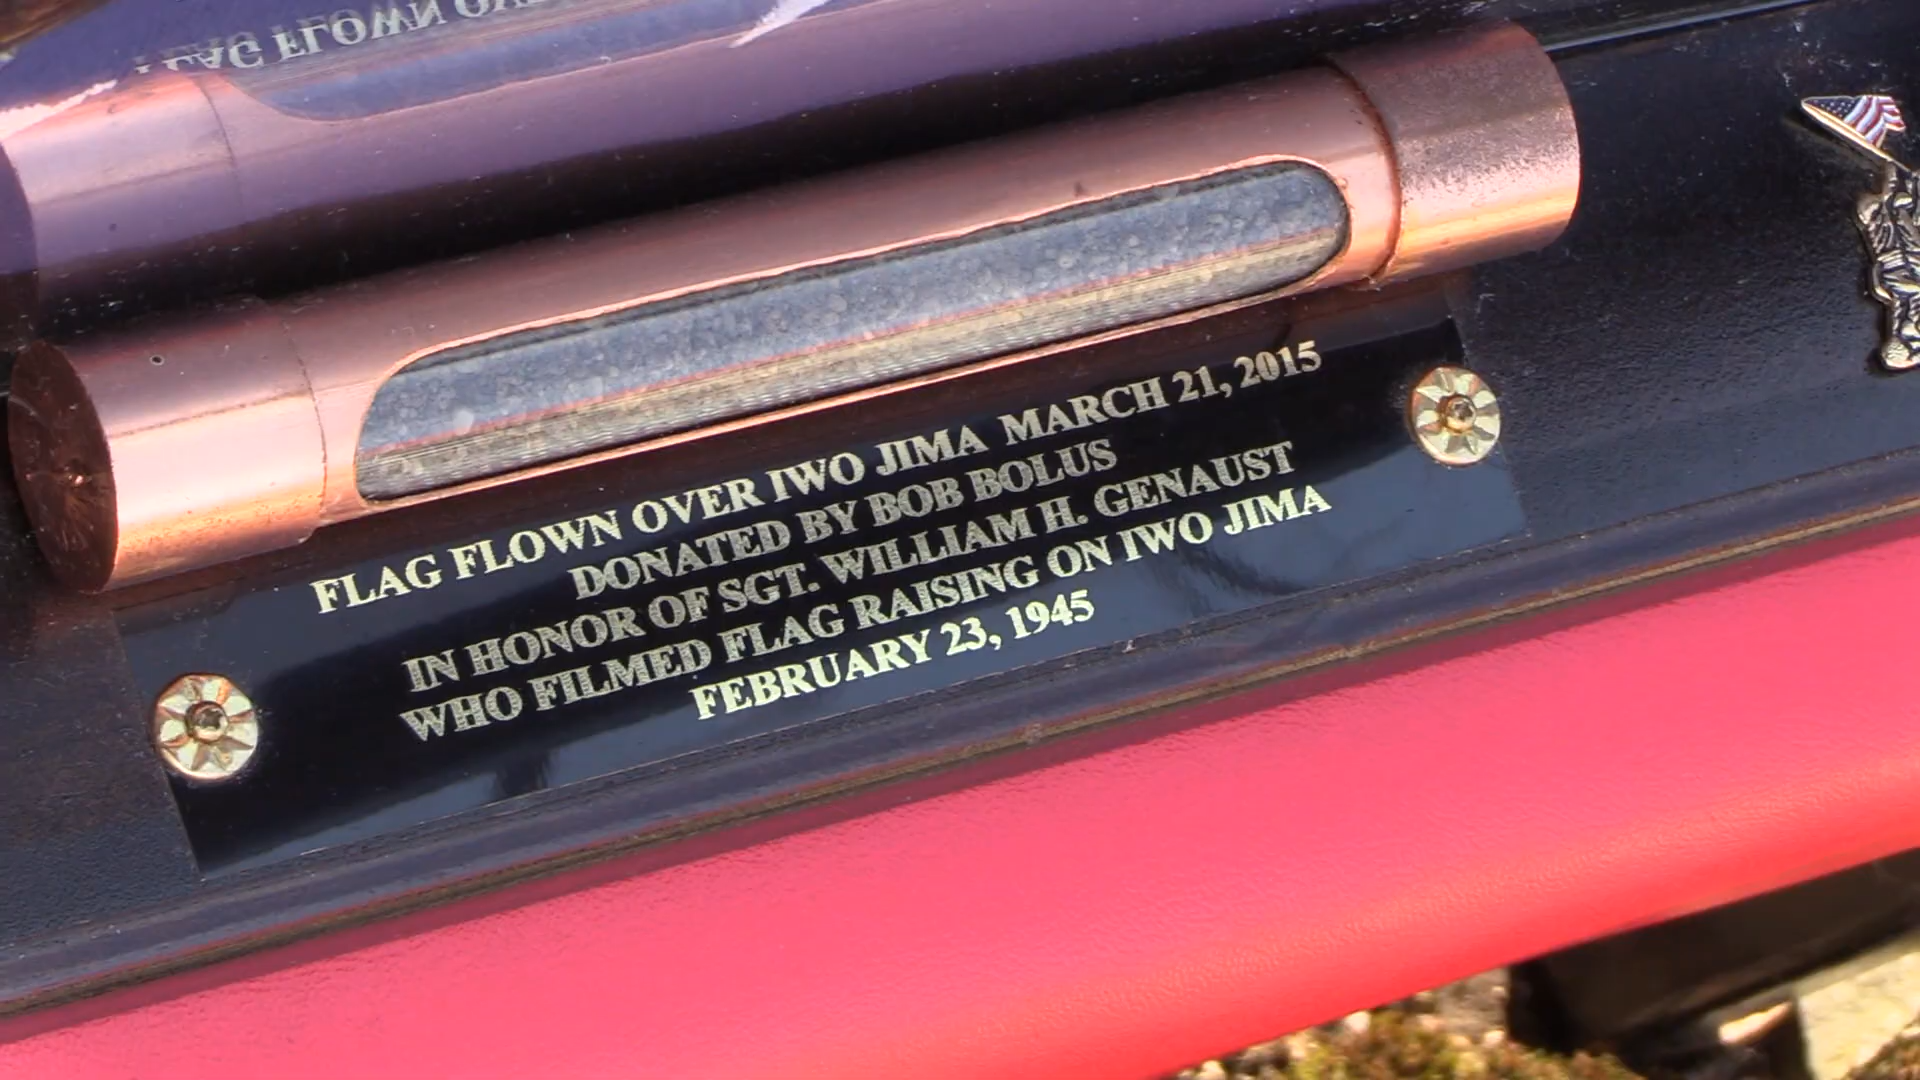 FLAG FLOWN OVER IWO JIMA MARCH 21, 2015
DONATED BY BOB BOLUS
IN HONOR OF SGT. WILLIAM H. GENAUST
WHO FILMED FLAG RAISING ON IWO JIMA
FEBRUARY 23, 1945